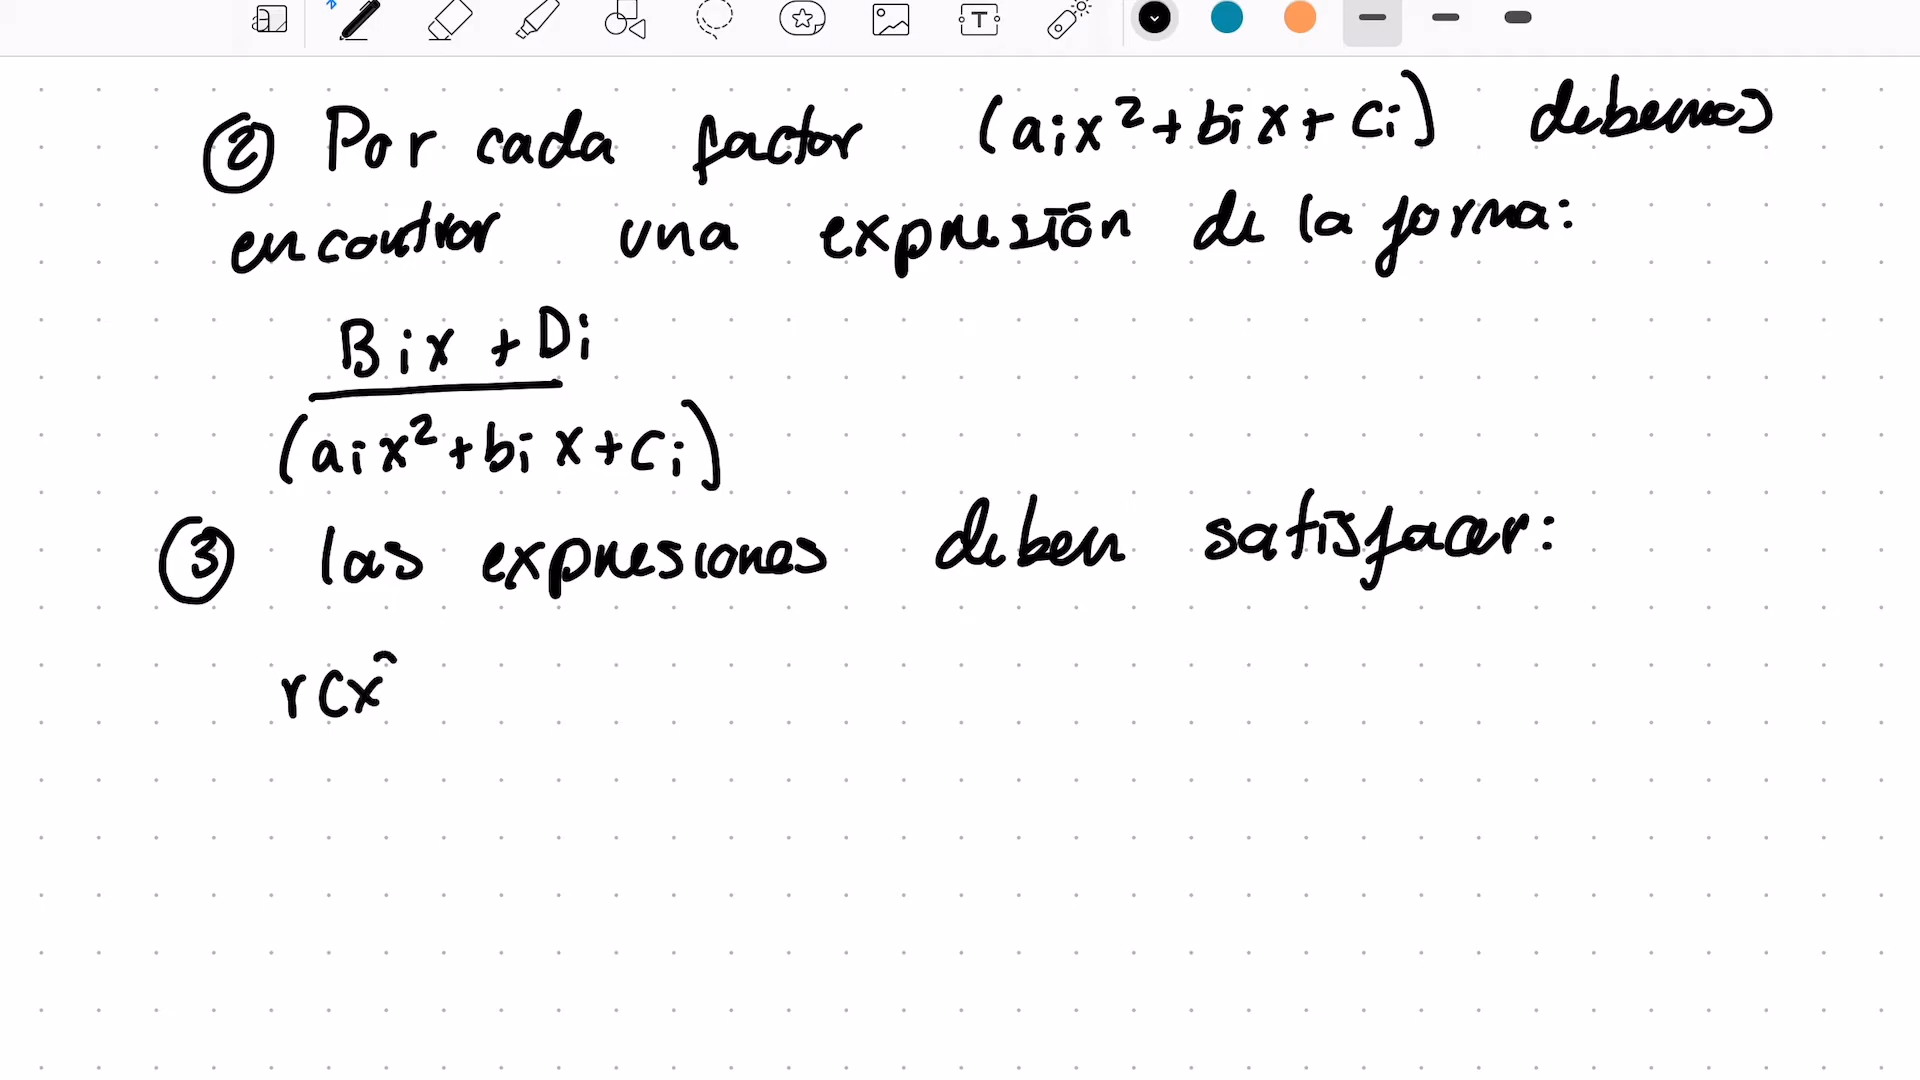 ② Por cada factor (aᵢx² + bᵢx + cᵢ) debemos
encontrar una expresión de la forma:
Bᵢx + Dᵢ
(aᵢx² + bᵢx + cᵢ)
③ las expresiones deben satisfacer:
r(x